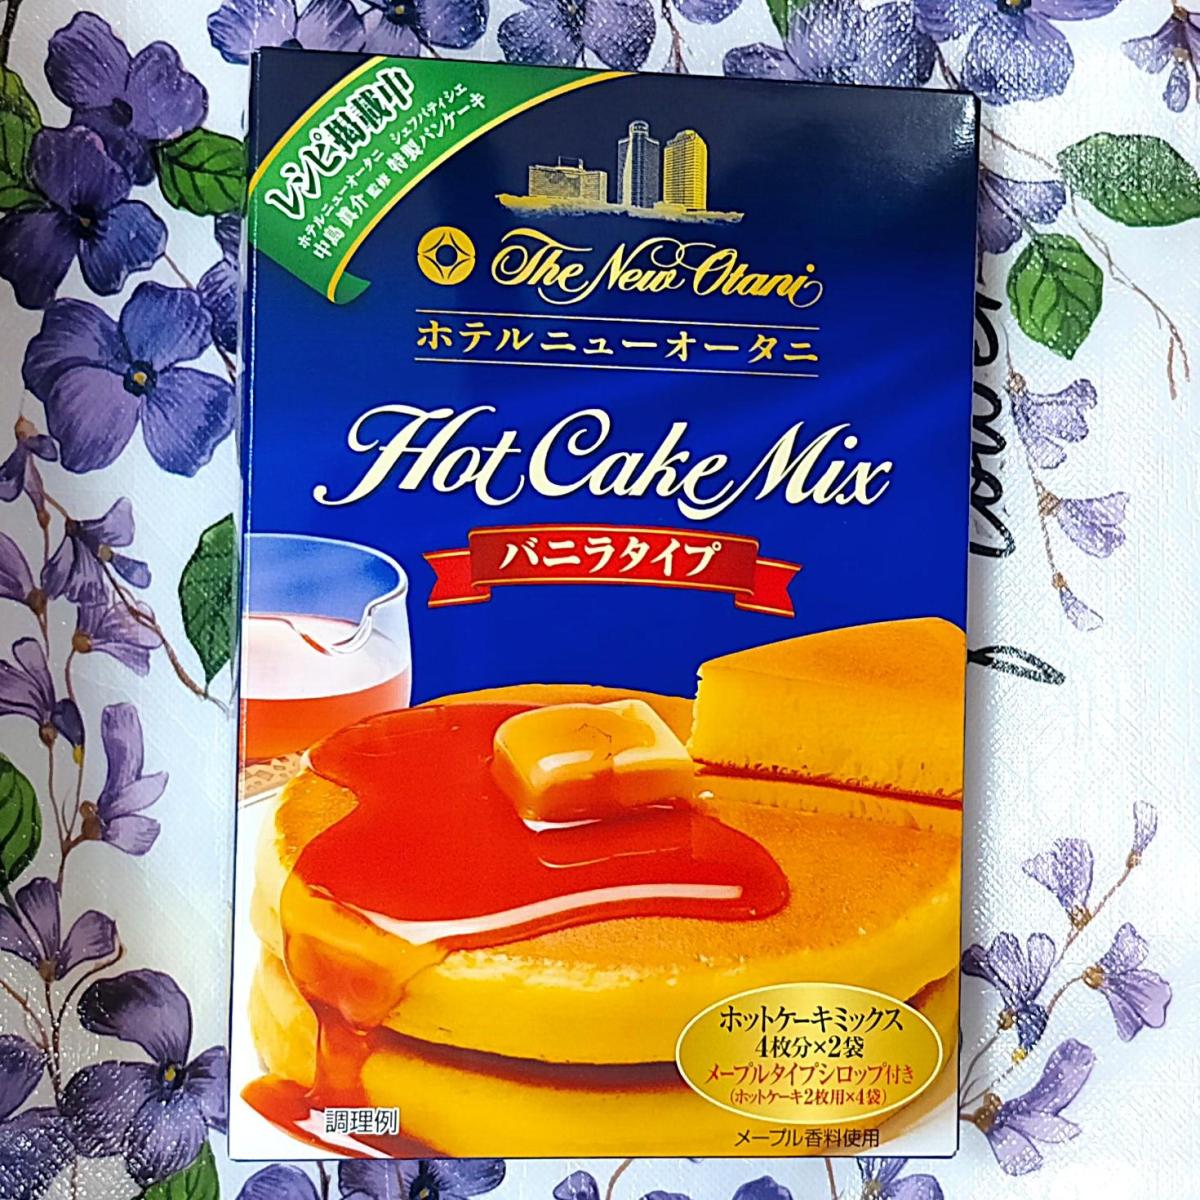 レシピ掲載中
ホテルニューオータニ シェフパティシエ
中島 眞介 監修 特製パンケーキ
The New Otani
ホテルニューオータニ
Hot Cake Mix
バニラタイプ
ホットケーキミックス
4枚分×2袋
メープルタイプシロップ付き
(ホットケーキ2枚用×4袋)
調理例
メープル香料使用